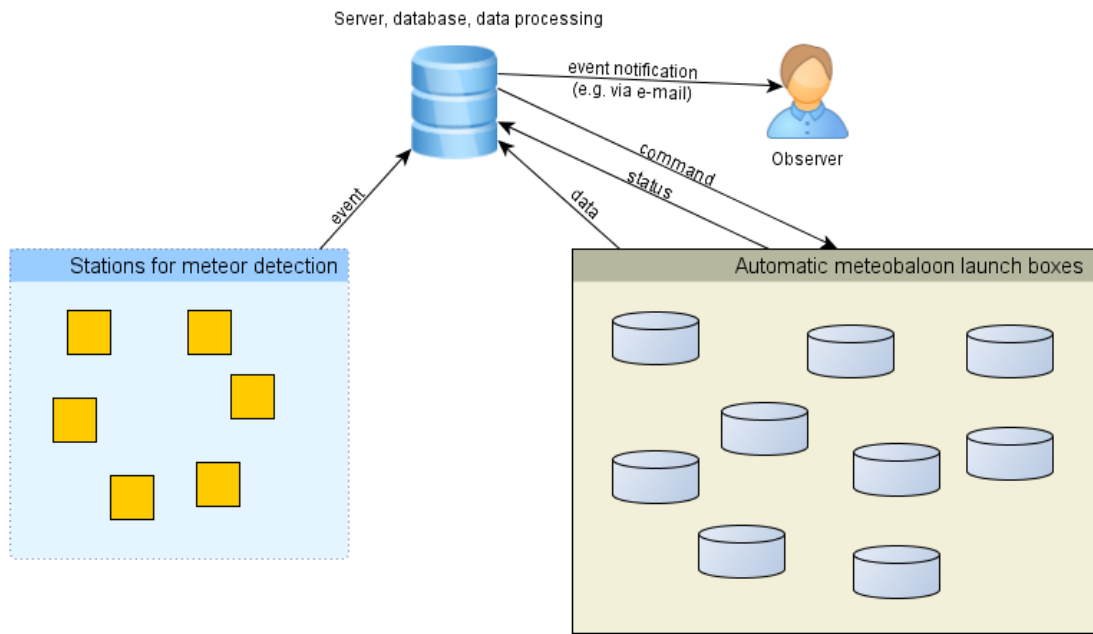 Server, database, data processing
event notification
(e.g. via e-mail)
Observer
command
status
data
event
Stations for meteor detection
Automatic meteobaloon launch boxes